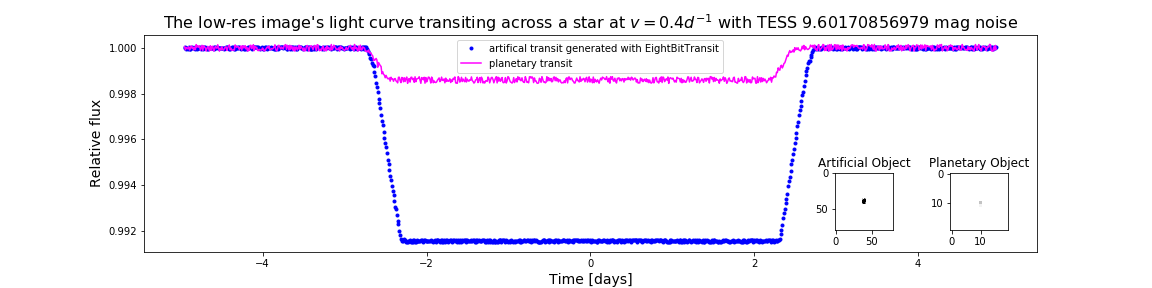 The low-res image's light curve transiting across a star at v = 0.4d⁻¹ with TESS 9.60170856979 mag noise
artifical transit generated with EightBitTransit
planetary transit
Relative flux
1.000
0.998
0.996
0.994
0.992
Artificial Object
0
50
0
50
Planetary Object
0
10
0
10
−4
−2
0
2
4
Time [days]